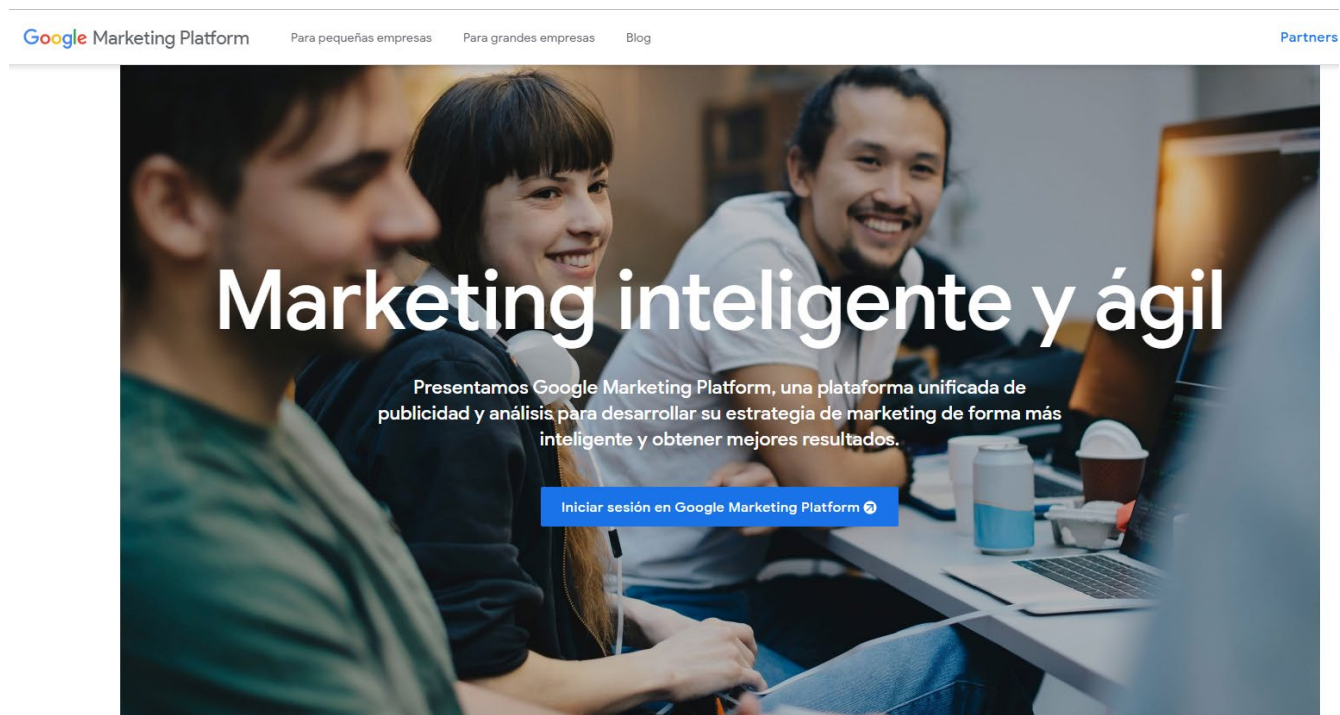 Google Marketing Platform
Para pequeñas empresas
Para grandes empresas
Blog
Partners
Marketing inteligente y ágil
Presentamos Google Marketing Platform, una plataforma unificada de
publicidad y análisis para desarrollar su estrategia de marketing de forma más
inteligente y obtener mejores resultados.
Iniciar sesión en Google Marketing Platform